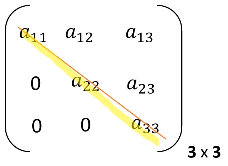 a₁₁ a₁₂ a₁₃
0 a₂₂ a₂₃
0 0 a₃₃
3 x 3